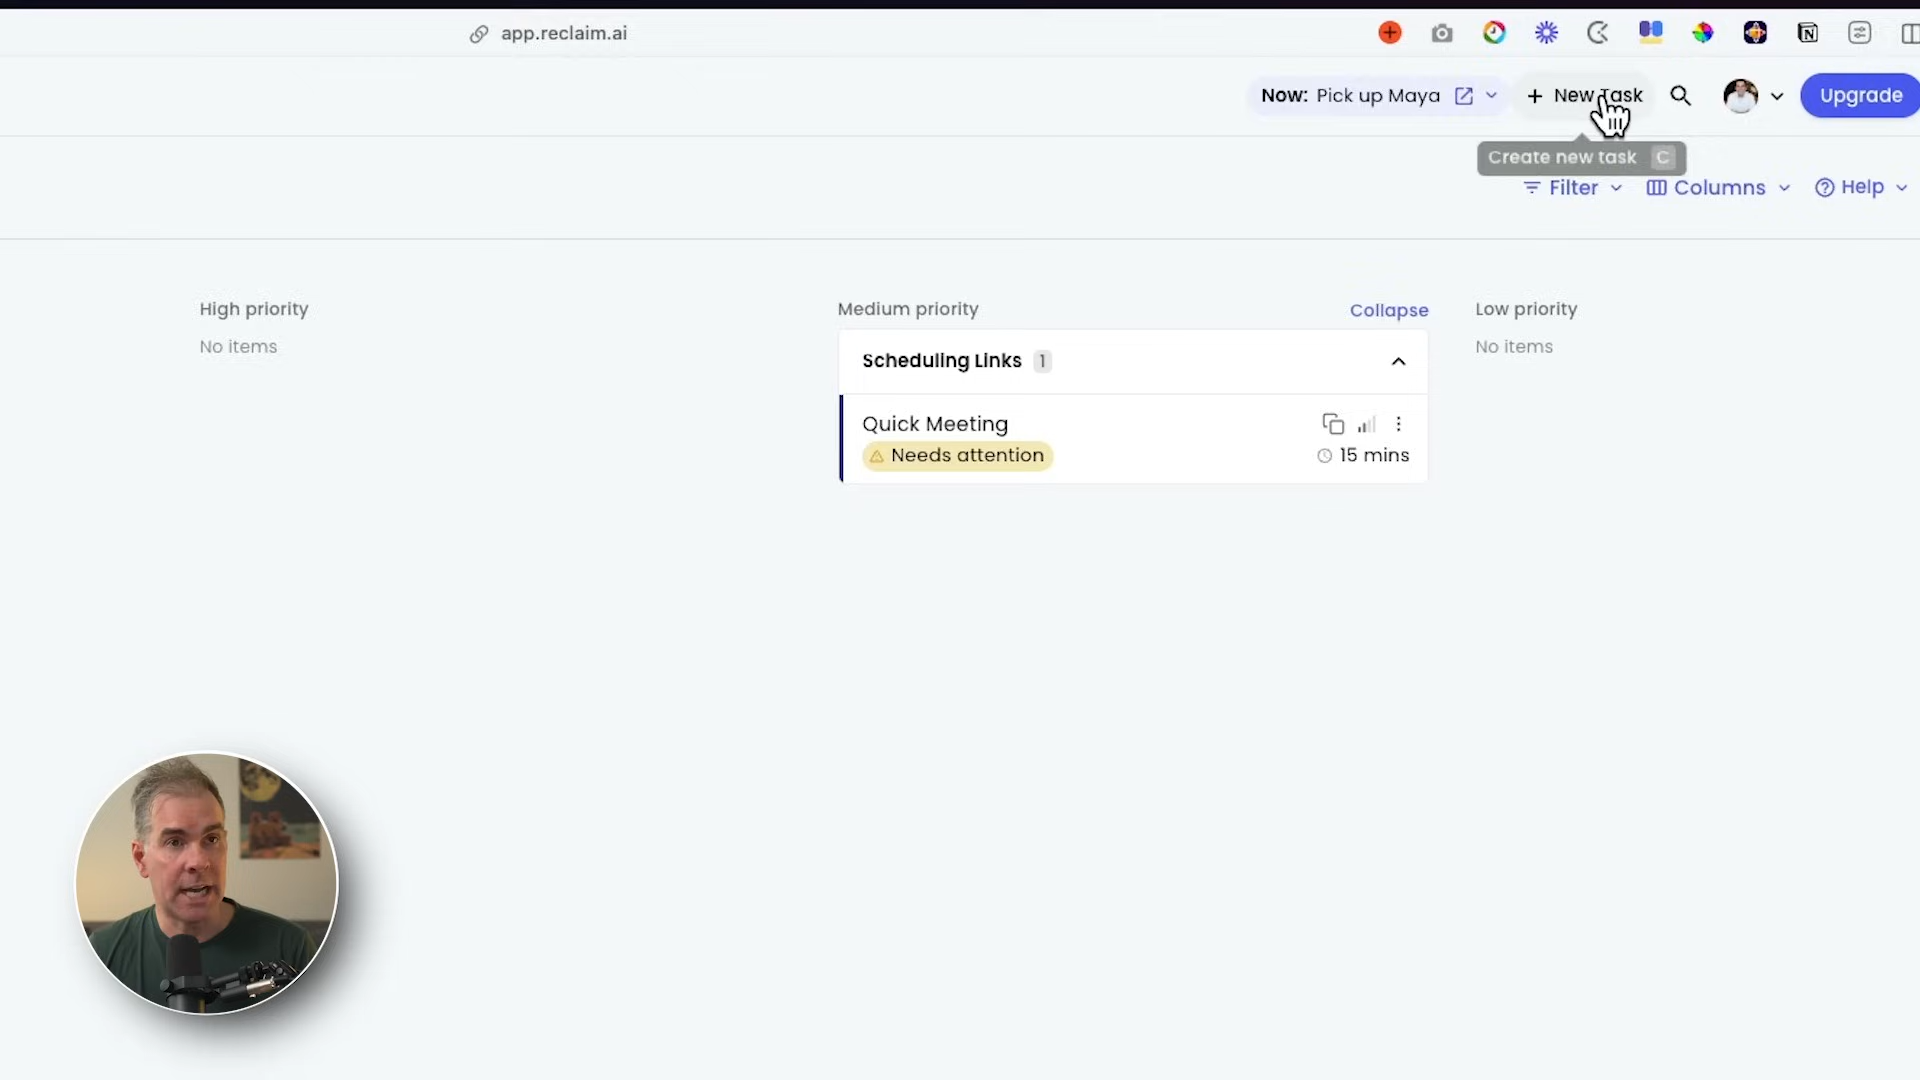 app.reclaim.ai
Now: Pick up Maya
+ New Task
Upgrade
Create new task C
Filter
Columns
Help
High priority
No items
Medium priority
Collapse
Scheduling Links 1
Quick Meeting
Needs attention
15 mins
Low priority
No items